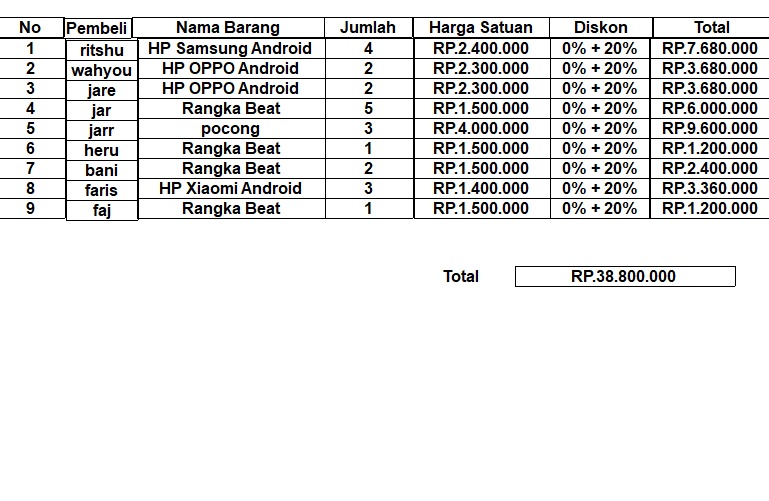 No Pembeli Nama Barang Jumlah Harga Satuan Diskon Total
1 ritshu HP Samsung Android 4 RP.2.400.000 0% + 20% RP.7.680.000
2 wahyou HP OPPO Android 2 RP.2.300.000 0% + 20% RP.3.680.000
3 jare HP OPPO Android 2 RP.2.300.000 0% + 20% RP.3.680.000
4 jar Rangka Beat 5 RP.1.500.000 0% + 20% RP.6.000.000
5 jarr pocong 3 RP.4.000.000 0% + 20% RP.9.600.000
6 heru Rangka Beat 1 RP.1.500.000 0% + 20% RP.1.200.000
7 bani Rangka Beat 2 RP.1.500.000 0% + 20% RP.2.400.000
8 faris HP Xiaomi Android 3 RP.1.400.000 0% + 20% RP.3.360.000
9 faj Rangka Beat 1 RP.1.500.000 0% + 20% RP.1.200.000
Total RP.38.800.000